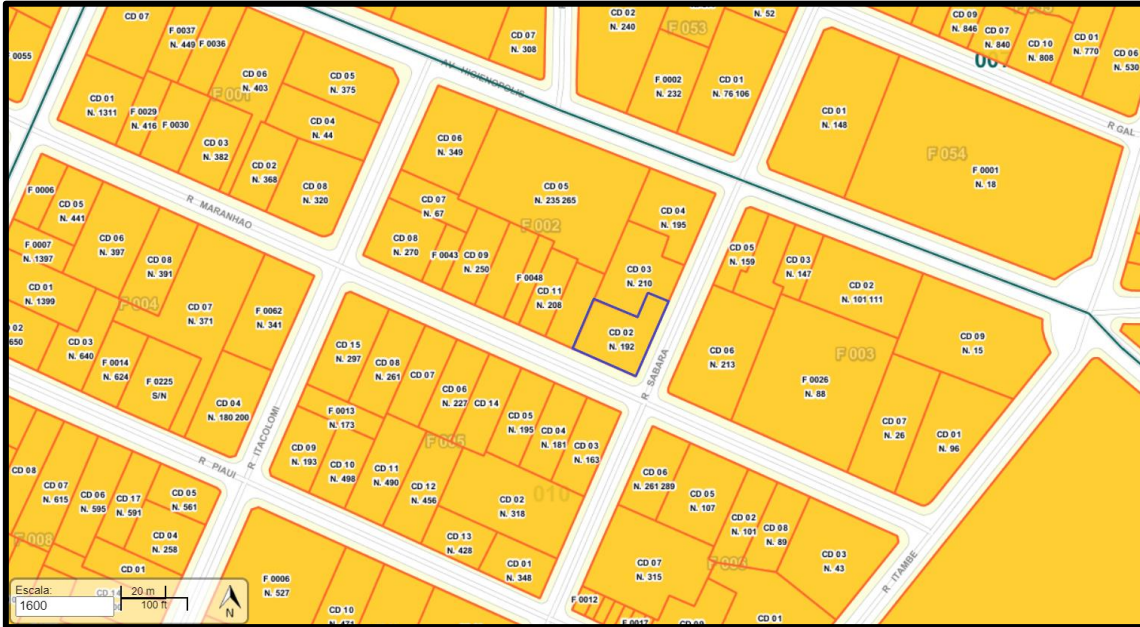 CD 07
F 0037
N. 449
F 0036
CD 06
N. 403
CD 05
N. 375
F 001
CD 01
N. 1311
F 0029
N. 416
F 0030
CD 04
N. 44
CD 03
N. 382
CD 02
N. 368
CD 08
N. 320
AV HIGIENOPOLIS
CD 07
N. 308
CD 02
N. 240
F 053
N. 52
F 0002
N. 232
CD 01
N. 76 106
CD 09
N. 846
CD 07
N. 840
CD 10
N. 808
CD 01
N. 770
CD 06
N. 530
R GAL
CD 01
N. 148
F 054
F 0001
N. 18
R MARANHAO
CD 06
N. 349
CD 05
N. 235 265
CD 07
N. 67
F 002
CD 04
N. 195
CD 08
N. 270
F 0043
CD 09
N. 250
F 0048
CD 11
N. 208
CD 03
N. 210
CD 02
N. 192
R SABARA
CD 05
N. 159
CD 03
N. 147
CD 02
N. 101 111
CD 09
N. 15
CD 06
N. 213
F 003
F 0026
N. 88
CD 07
N. 26
CD 01
N. 96
F 0006
CD 05
N. 441
F 0007
N. 1397
CD 06
N. 397
CD 08
N. 391
CD 01
N. 1399
F 004
CD 07
N. 371
F 0062
N. 341
CD 03
N. 640
F 0014
N. 624
F 0225
S/N
CD 04
N. 180 200
R ITACOLOMI
R PIAUI
CD 15
N. 297
CD 08
N. 261
CD 07
CD 06
N. 227
CD 14
CD 05
N. 195
CD 04
N. 181
CD 03
N. 163
F 0013
N. 173
CD 09
N. 193
CD 10
N. 498
CD 11
N. 490
CD 12
N. 456
010
CD 02
N. 318
CD 13
N. 428
CD 01
N. 348
CD 06
N. 261 289
CD 05
N. 107
CD 02
N. 101
CD 08
N. 89
CD 03
N. 43
CD 07
N. 315
R ITAMBE
F 0012
F 0017
CD 01
CD 08
CD 07
N. 615
CD 06
N. 595
CD 17
N. 591
CD 05
N. 561
CD 04
N. 258
F 008
CD 01
F 0006
N. 527
CD 10
Escala:
1600
20 m
100 ft
N